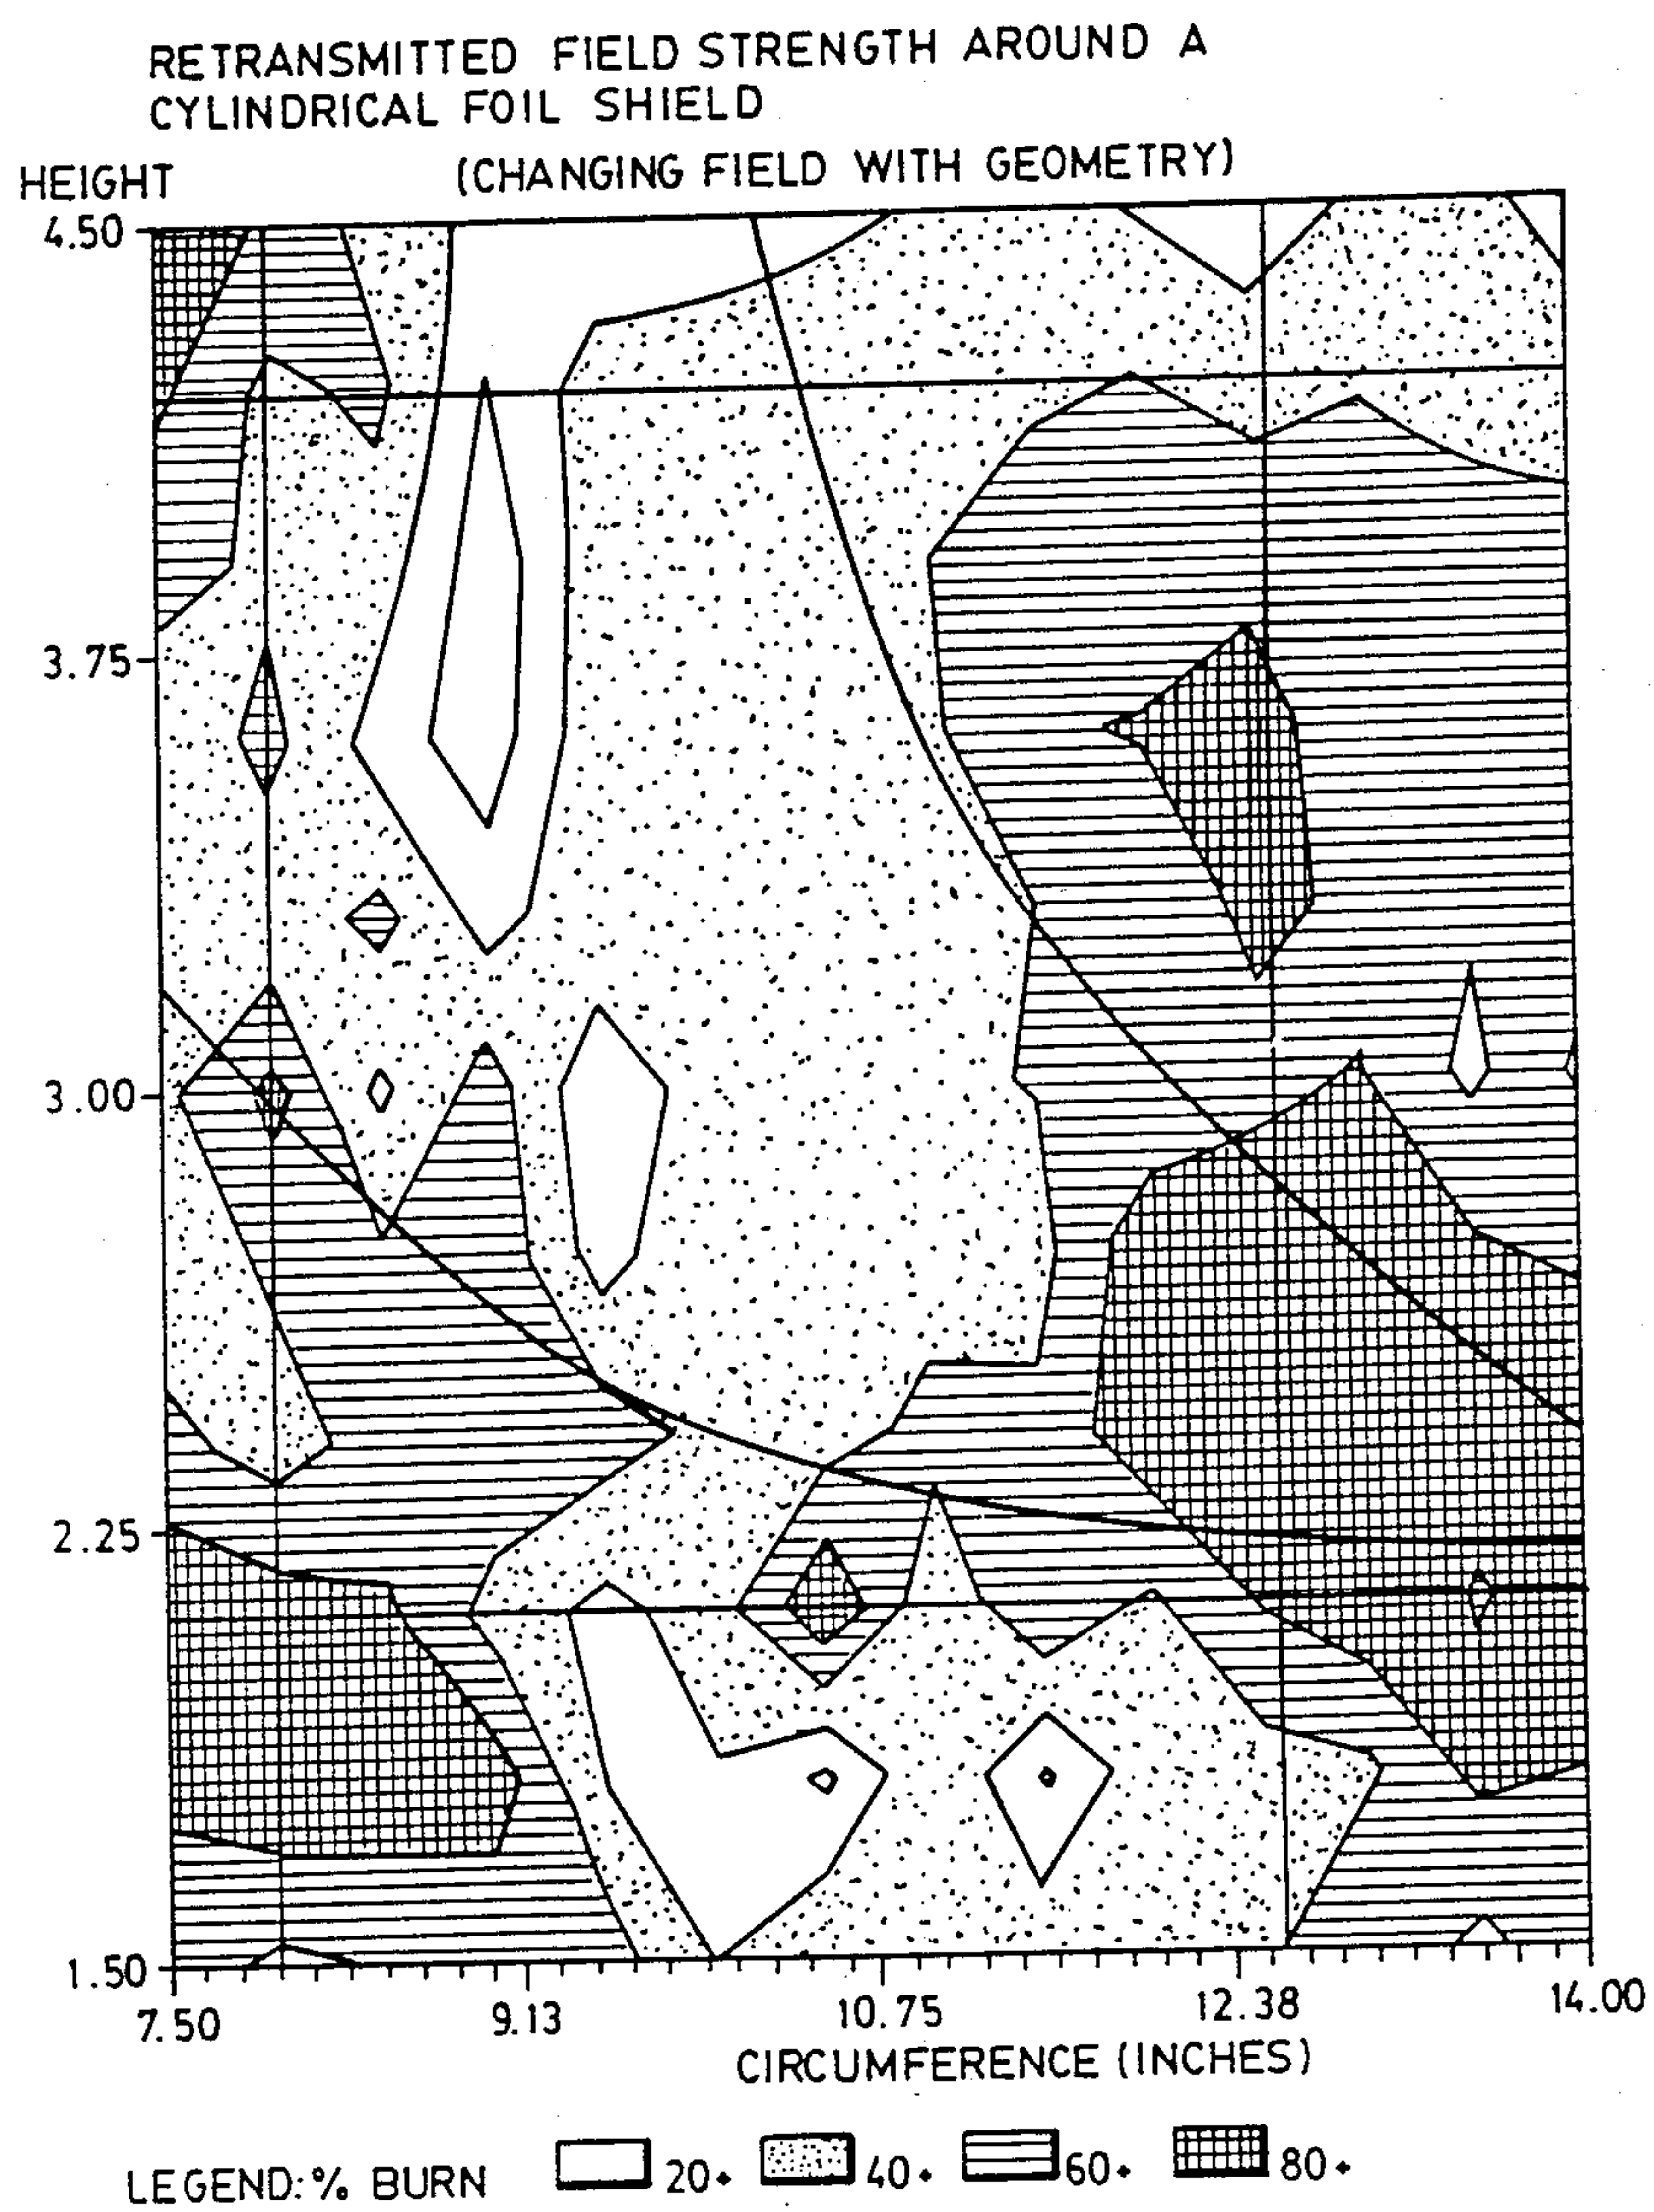 RETRANSMITTED FIELD STRENGTH AROUND A
CYLINDRICAL FOIL SHIELD
(CHANGING FIELD WITH GEOMETRY)
HEIGHT
4.50
3.75
3.00
2.25
1.50
7.50 9.13 10.75 12.38 14.00
CIRCUMFERENCE (INCHES)
LEGEND: % BURN 20+ 40+ 60+ 80+